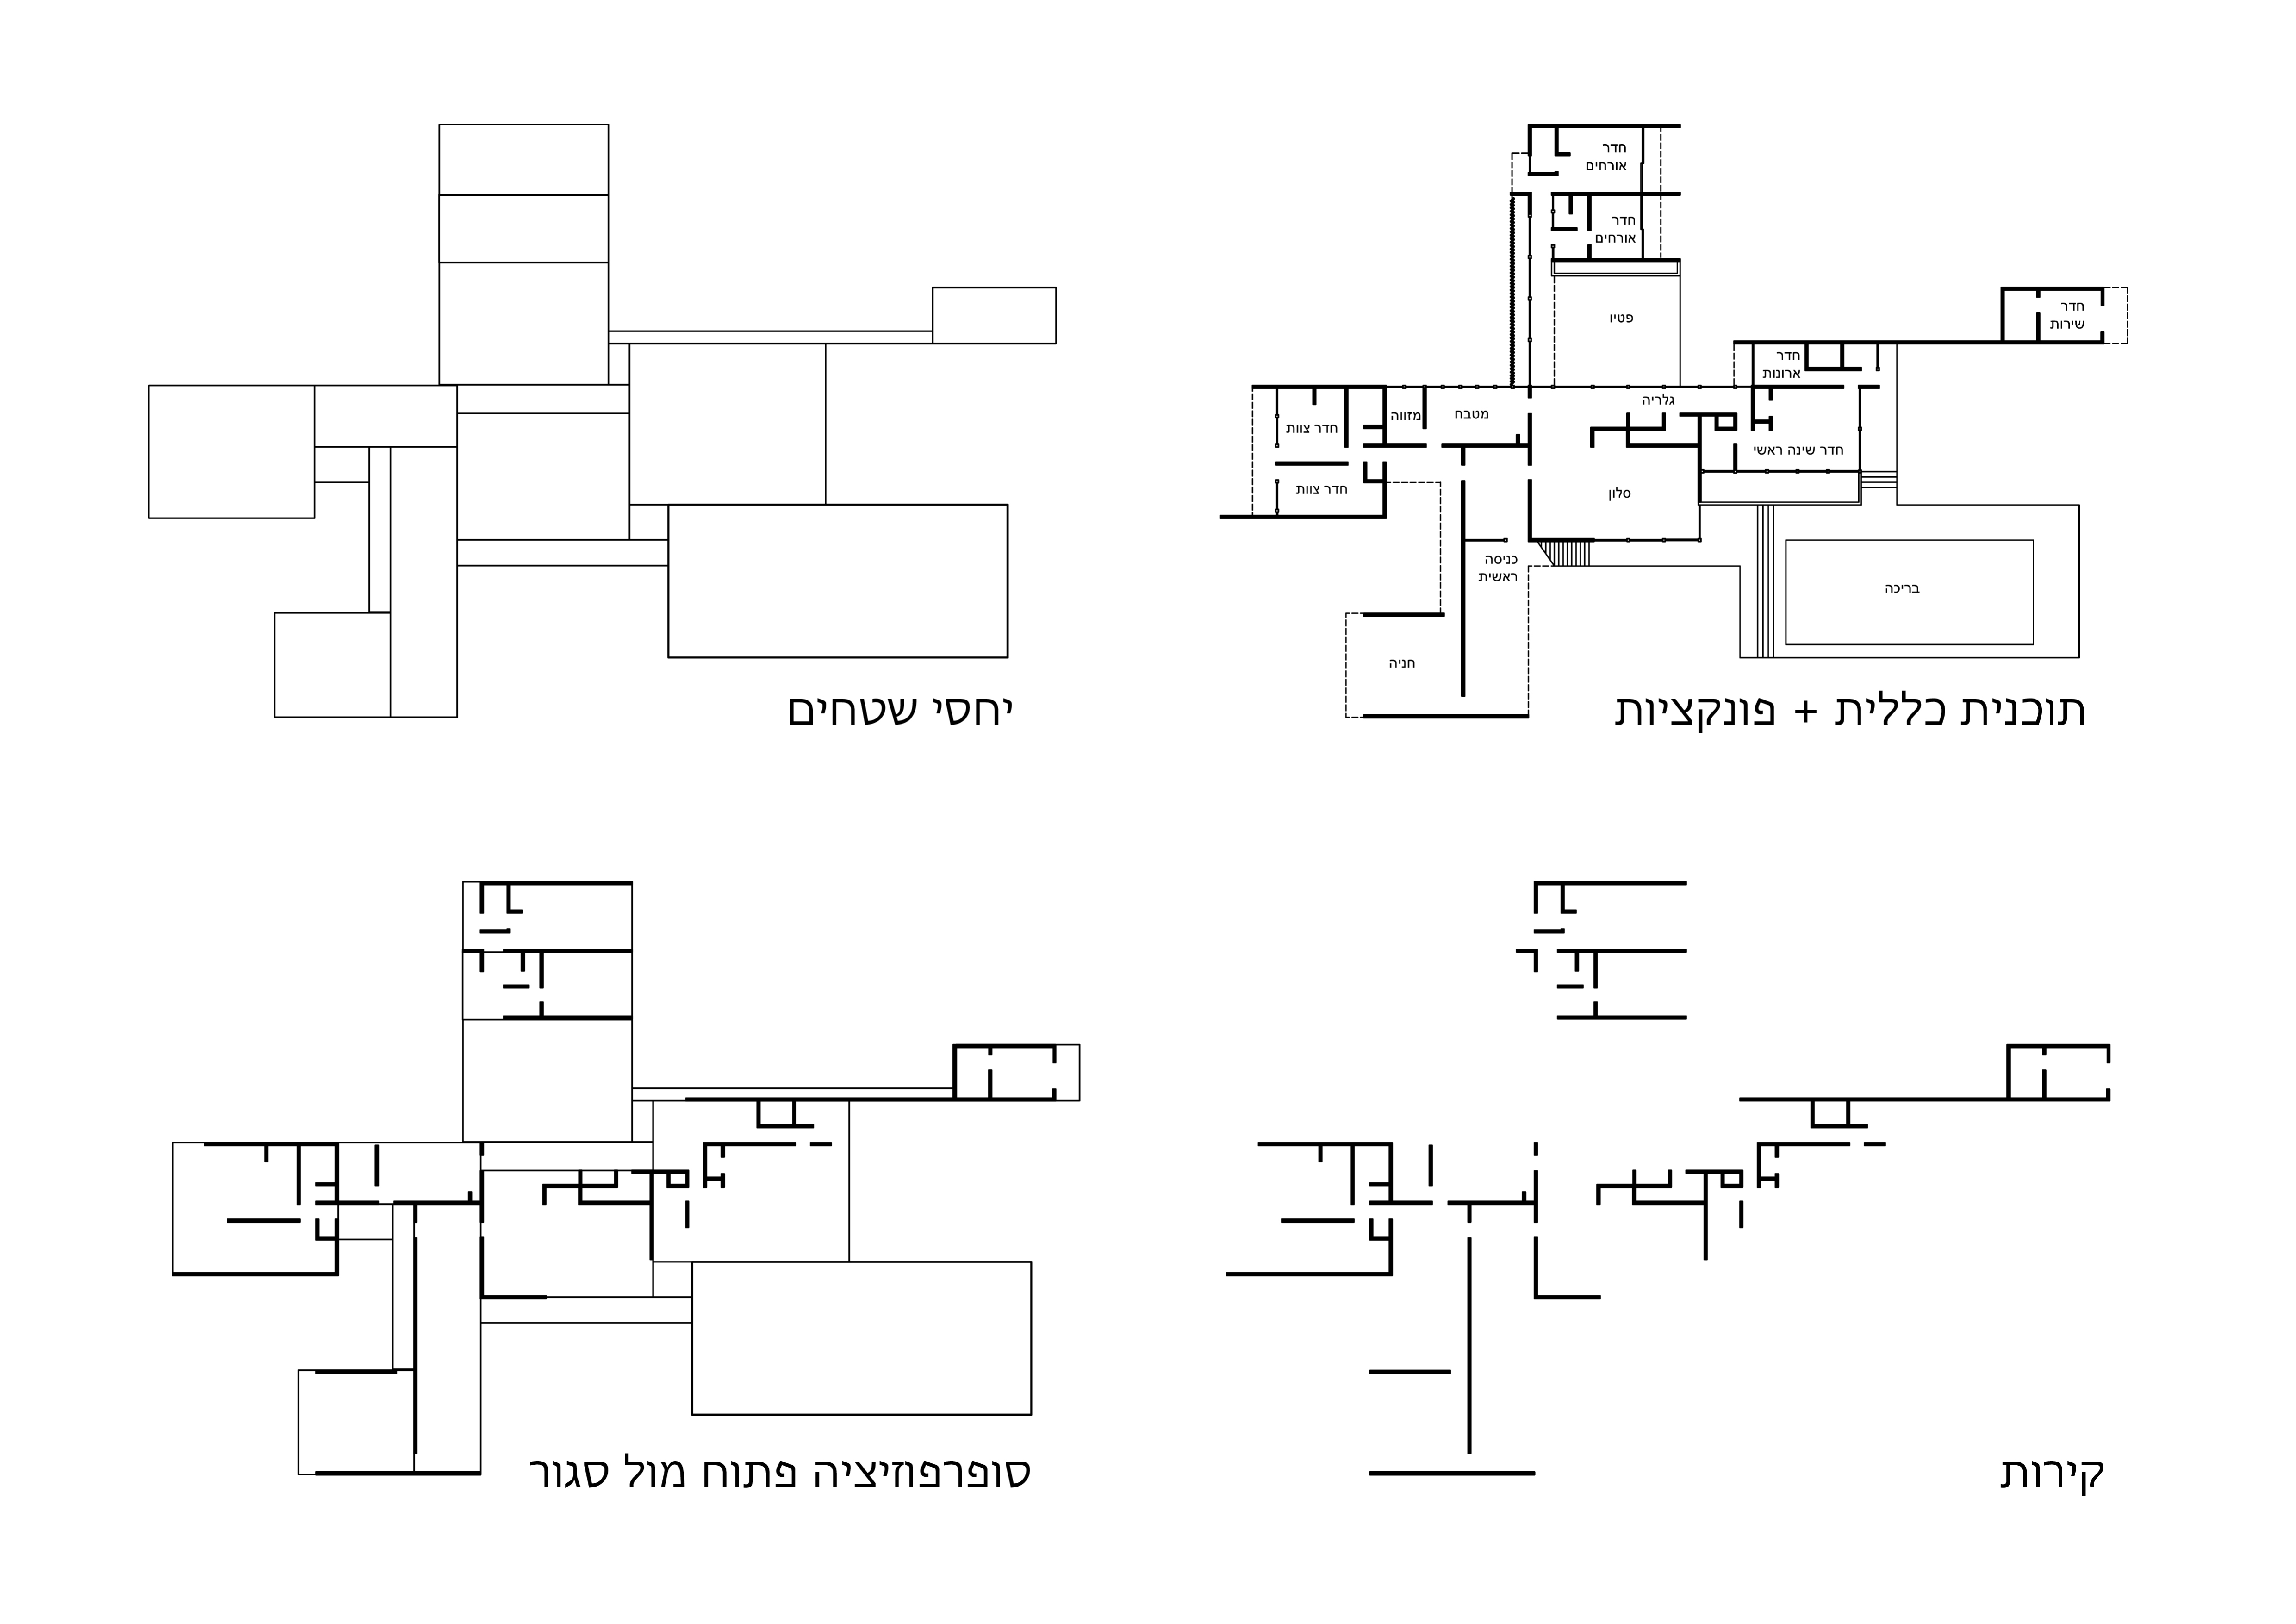 חדר
אורחים
חדר
אורחים
פטיו
חדר
שירות
חדר
ארונות
גלריה
מטבח
מזווה
חדר צוות
חדר שינה ראשי
חדר צוות
סלון
כניסה
ראשית
בריכה
חניה
תוכנית כללית + פונקציות
יחסי שטחים
קירות
סופרפוזיציה פתוח מול סגור